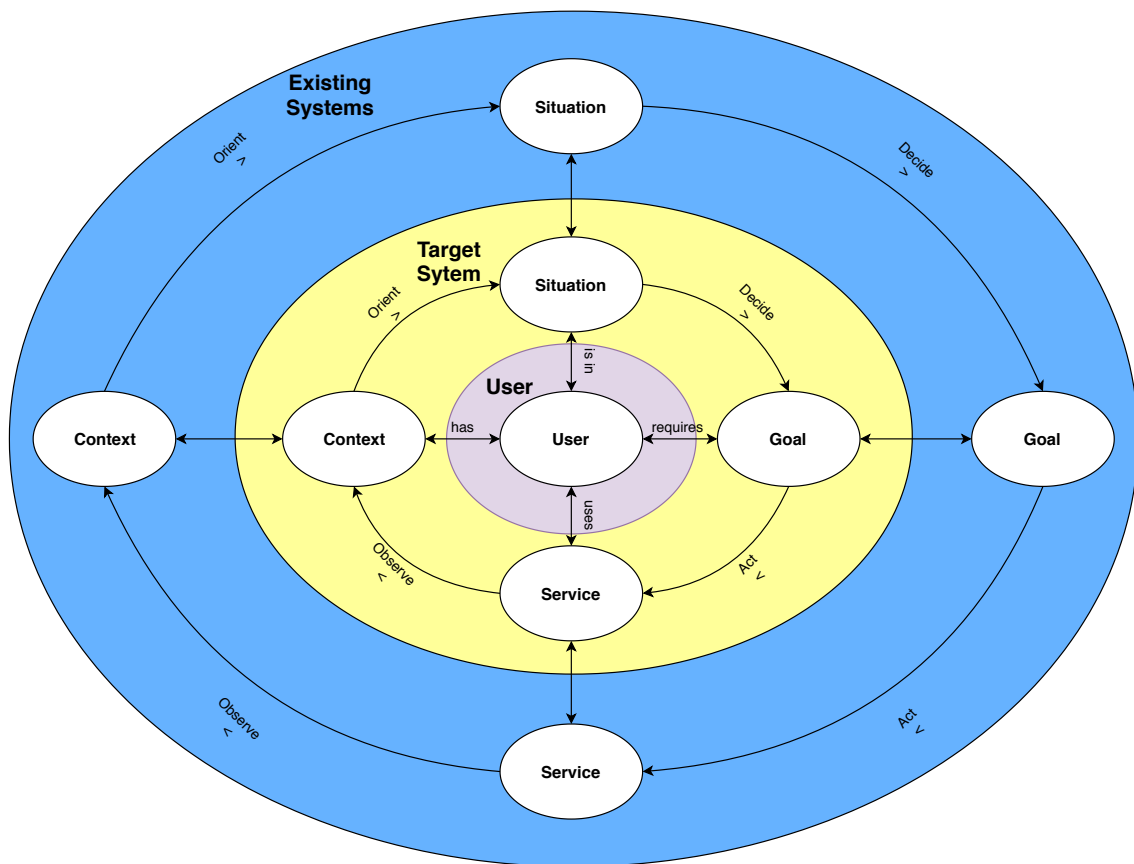 Existing
Systems
Situation
Orient
>
Decide
>
Target
Sytem
Situation
Orient
>
Decide
>
is in
User
Context
Context
has
User
requires
Goal
Goal
uses
Observe
<
Act
<
Service
Observe
<
Act
<
Service